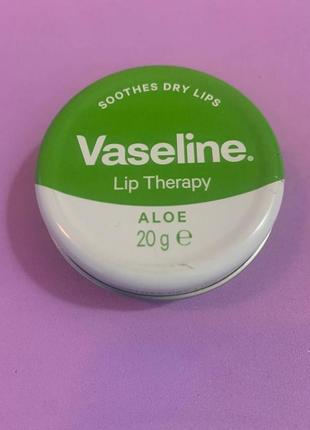 SOOTHES DRY LIPS
Vaseline.
Lip Therapy
ALOE
20 g ℮